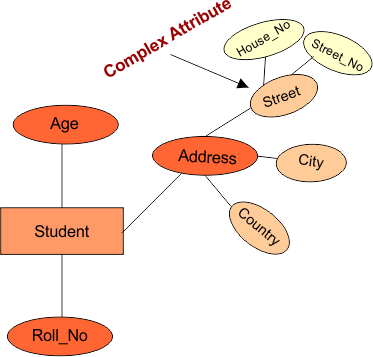 Complex Attribute
House_No
Street_No
Street
Age
Address
City
Student
Country
Roll_No